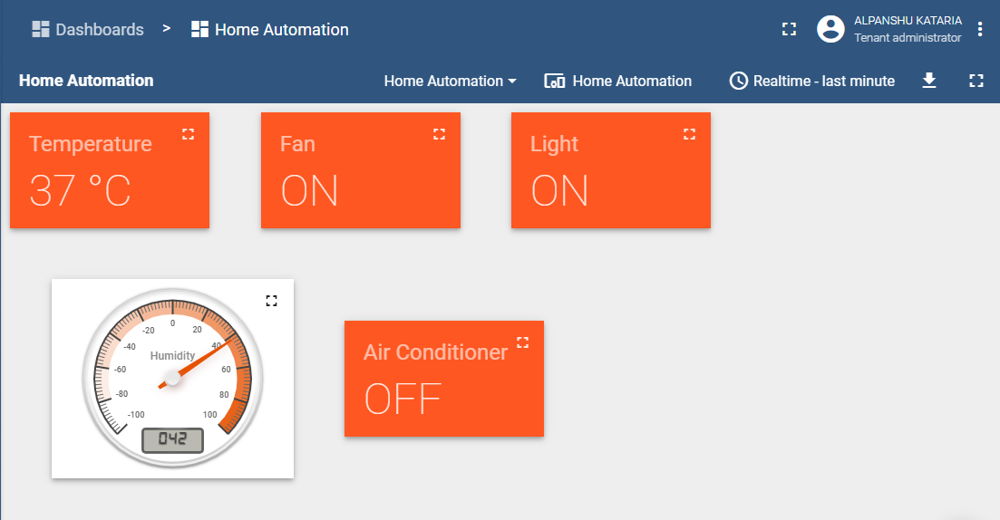 Dashboards > Home Automation
ALPANSHU KATARIA
Tenant administrator
Home Automation
Home Automation
Home Automation
Realtime - last minute
Temperature
37 °C
Fan
ON
Light
ON
Humidity
-100
-80
-60
-40
-20
0
20
40
60
80
100
042
Air Conditioner
OFF